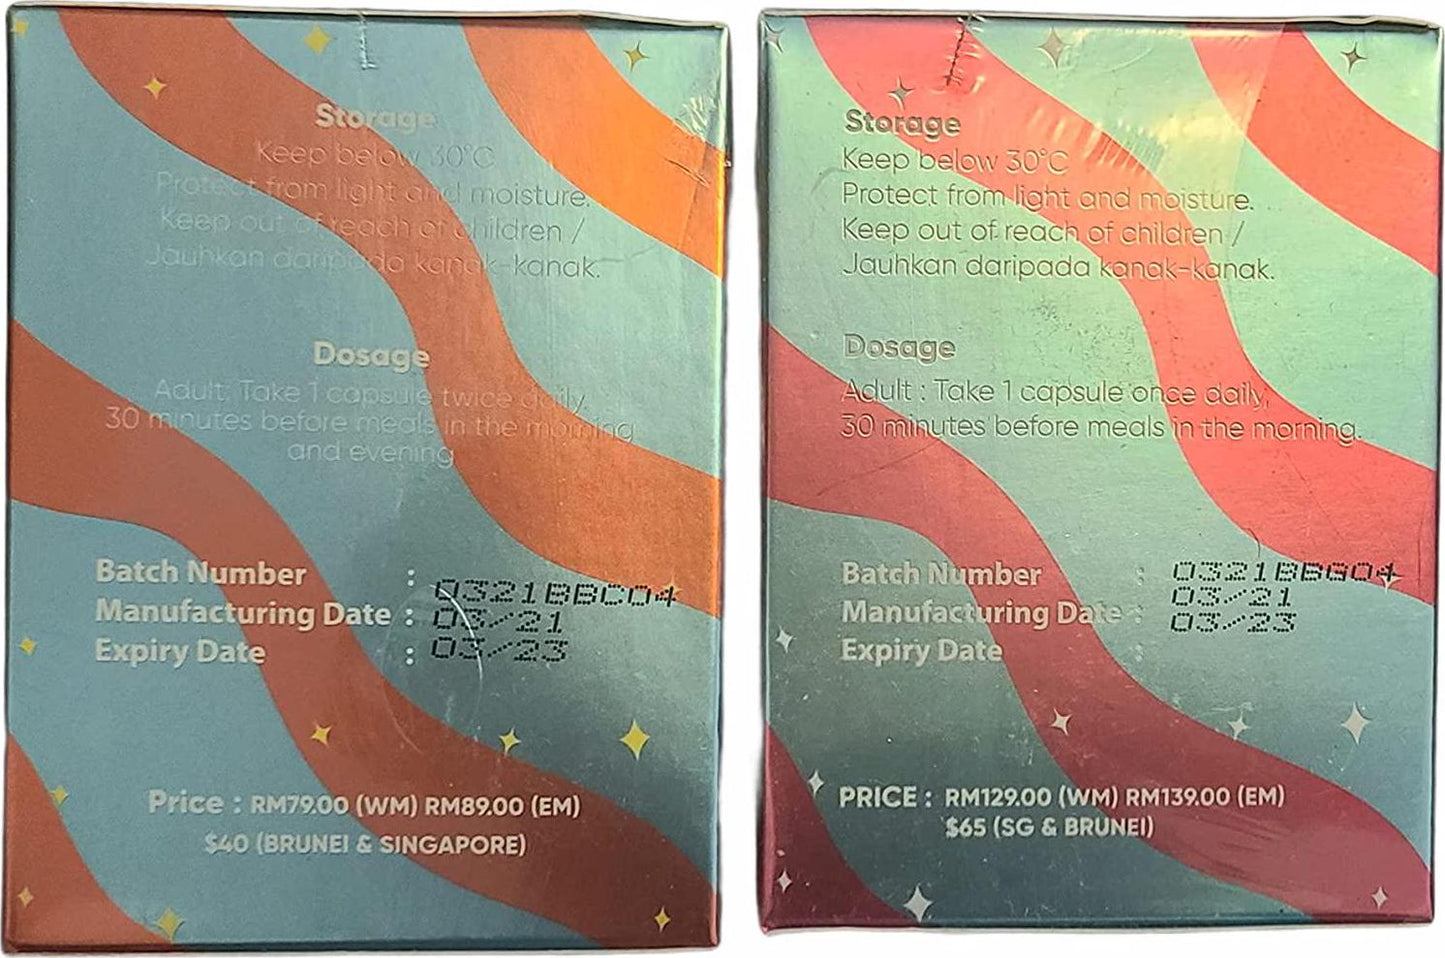 Storage
Keep below 30°C
Protect from light and moisture.
Keep out of reach of children /
Jauhkan daripada kanak-kanak.
Dosage
Adult: Take 1 capsule twice daily,
30 minutes before meals in the morning
and evening
Batch Number : 0321BBC04
Manufacturing Date : 03/21
Expiry Date : 03/23
Price : RM79.00 (WM) RM89.00 (EM)
$40 (BRUNEI & SINGAPORE)
Storage
Keep below 30°C
Protect from light and moisture.
Keep out of reach of children /
Jauhkan daripada kanak-kanak.
Dosage
Adult : Take 1 capsule once daily,
30 minutes before meals in the morning.
Batch Number : 0321BBG04
Manufacturing Date : 03/21
Expiry Date : 03/23
PRICE : RM129.00 (WM) RM139.00 (EM)
$65 (SG & BRUNEI)